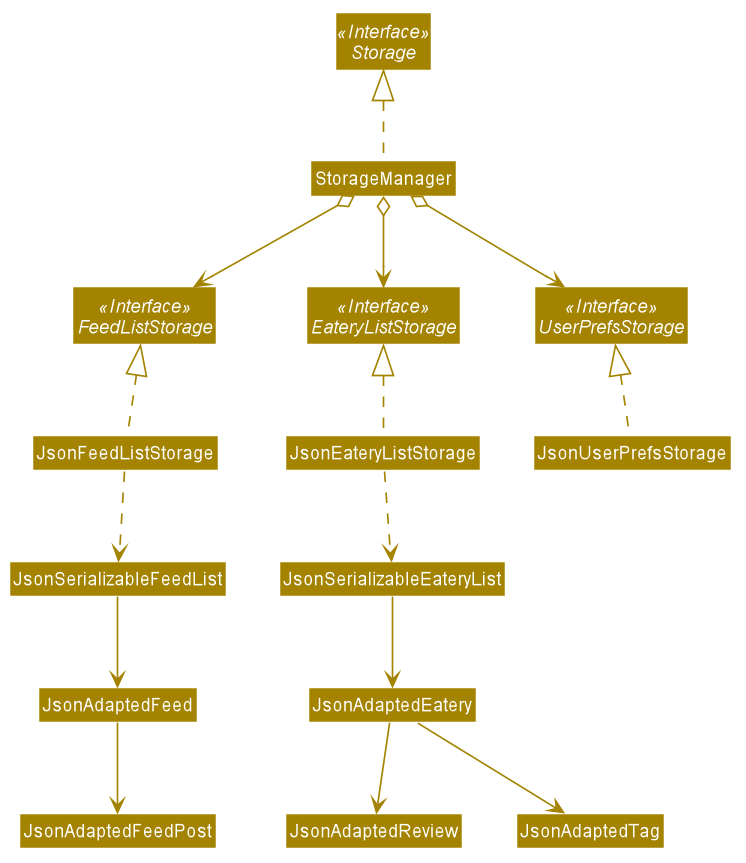 «Interface»
Storage
StorageManager
«Interface»
FeedListStorage
«Interface»
EateryListStorage
«Interface»
UserPrefsStorage
JsonFeedListStorage
JsonEateryListStorage
JsonUserPrefsStorage
JsonSerializableFeedList
JsonSerializableEateryList
JsonAdaptedFeed
JsonAdaptedEatery
JsonAdaptedFeedPost
JsonAdaptedReview
JsonAdaptedTag